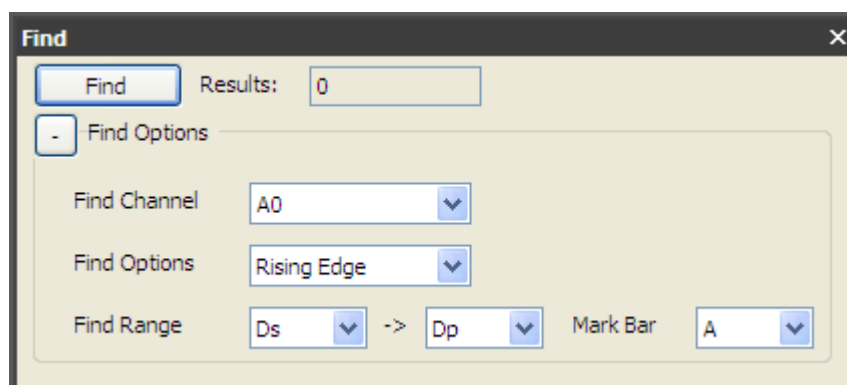 Find
Find Results: 0
- Find Options
Find Channel A0
Find Options Rising Edge
Find Range Ds -> Dp Mark Bar A